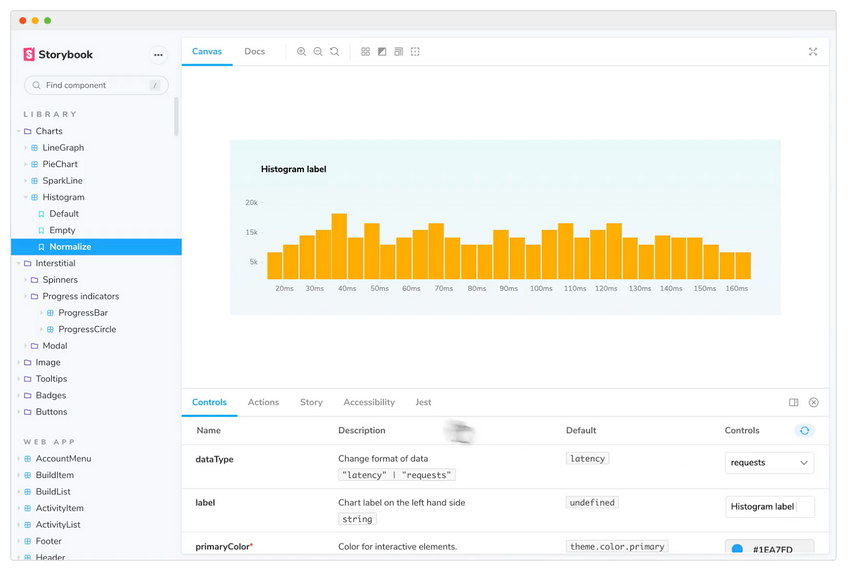 Storybook
Find component
/
LIBRARY
Charts
LineGraph
PieChart
SparkLine
Histogram
Default
Empty
Normalize
Interstitial
Spinners
Progress indicators
ProgressBar
ProgressCircle
Modal
Image
Tooltips
Badges
Buttons
WEB APP
AccountMenu
BuildItem
BuildList
ActivityItem
ActivityList
Footer
Header
Canvas Docs
Histogram label
20k
15k
5k
20ms 30ms 40ms 50ms 60ms 70ms 80ms 90ms 100ms 110ms 120ms 130ms 140ms 150ms 160ms
Controls Actions Story Accessibility Jest
Name Description Default Controls
dataType Change format of data latency requests
"latency" | "requests"
label Chart label on the left hand side undefined Histogram label
string
primaryColor* Color for interactive elements. theme.color.primary #1EA7FD